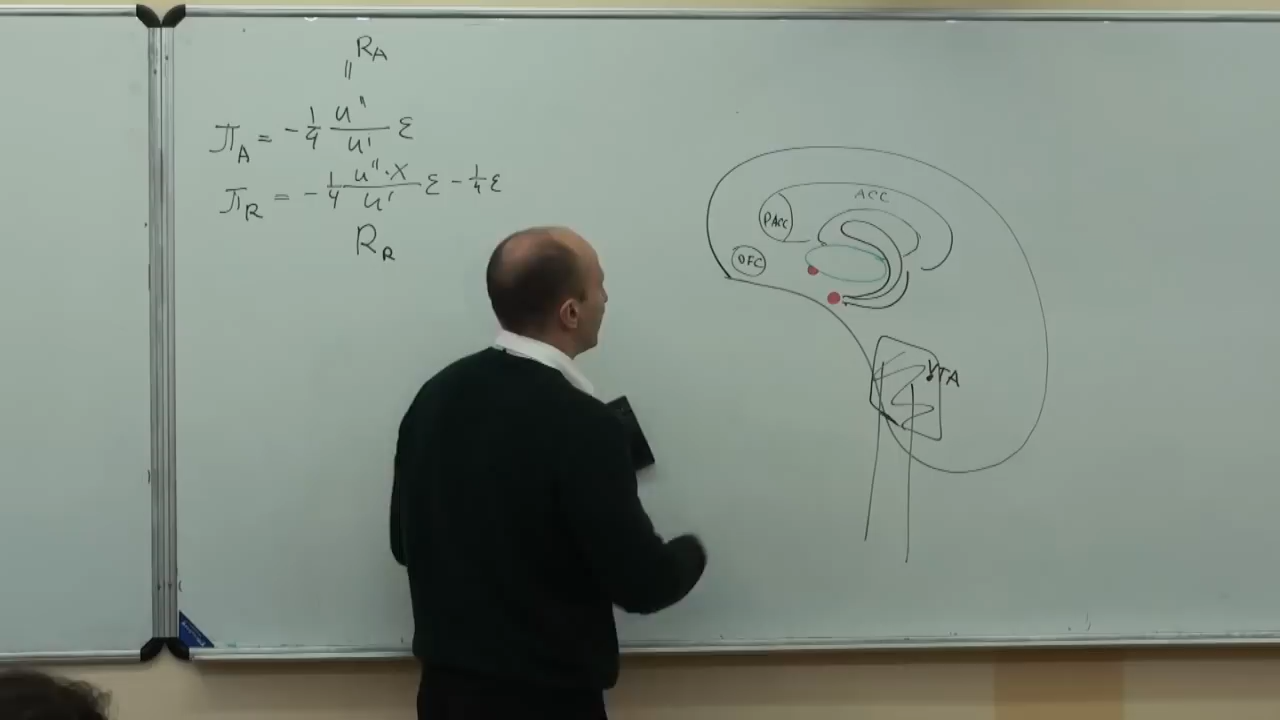 R_A
||
π_A = -1/4 u''/u' ε
π_R = - 1/4 u''·x/u' ε - 1/4 ε
R_R
ACC
PACC
OFC
VTA